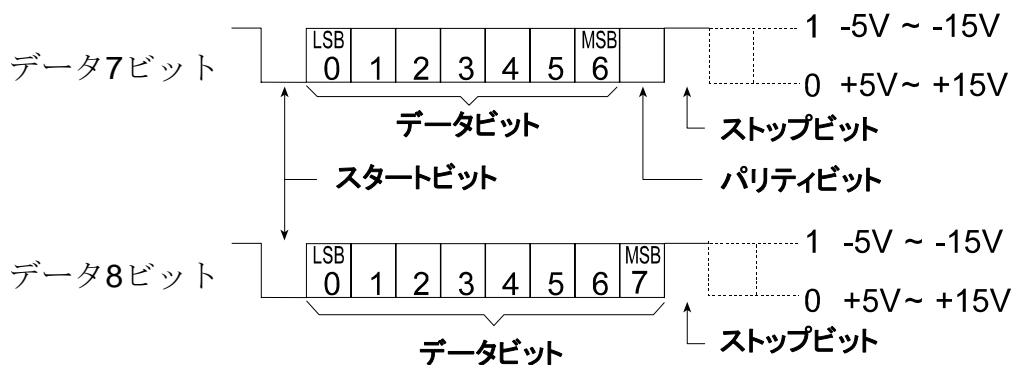 LSB MSB 1 -5V ~ -15V
データ7ビット 0 1 2 3 4 5 6 0 +5V~ +15V
データビット ストップビット
スタートビット パリティビット
LSB MSB 1 -5V ~ -15V
データ8ビット 0 1 2 3 4 5 6 7 0 +5V~ +15V
データビット ストップビット